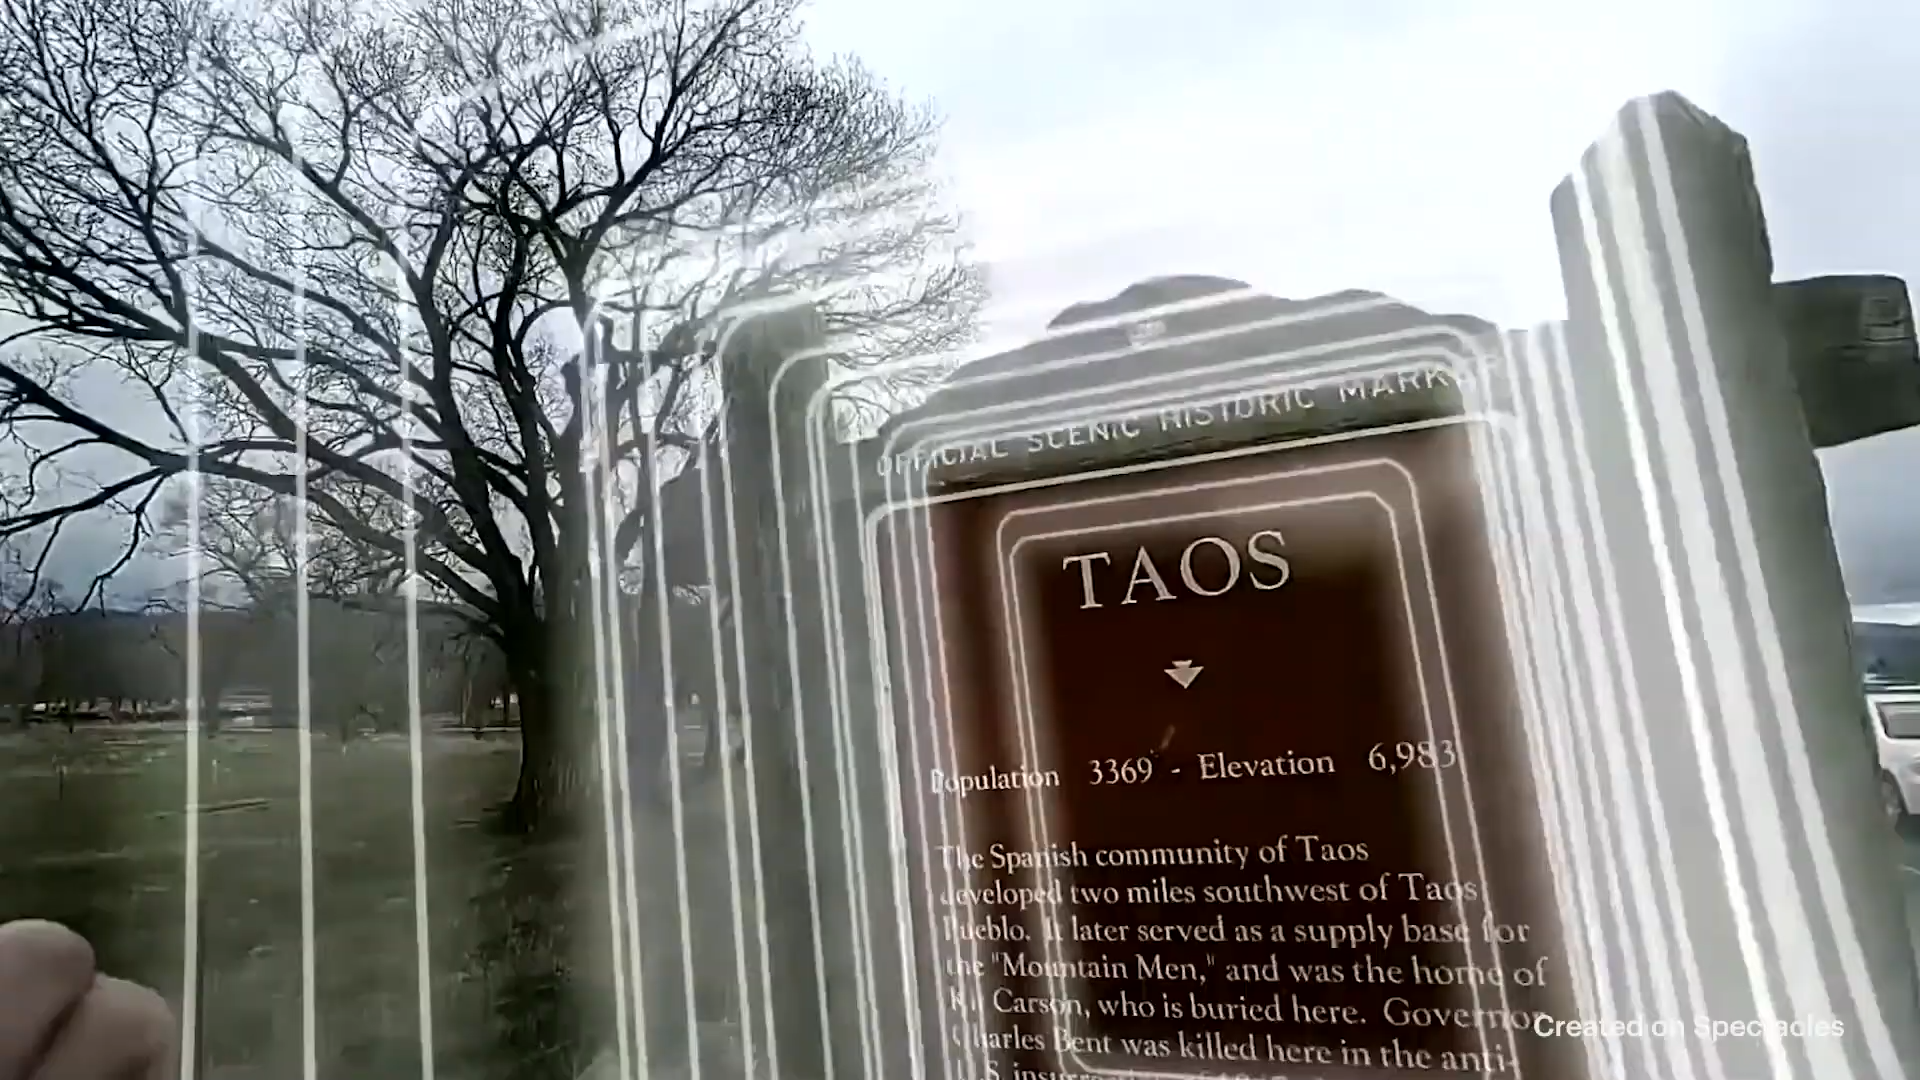 OFFICIAL SCENIC HISTORIC MARKER
TAOS
Population 3369 - Elevation 6,983
The Spanish community of Taos
developed two miles southwest of Taos
Pueblo. It later served as a supply base for
the "Mountain Men," and was the home of
Kit Carson, who is buried here. Governor
Charles Bent was killed here in the anti-
U.S.
Created on Spectacles